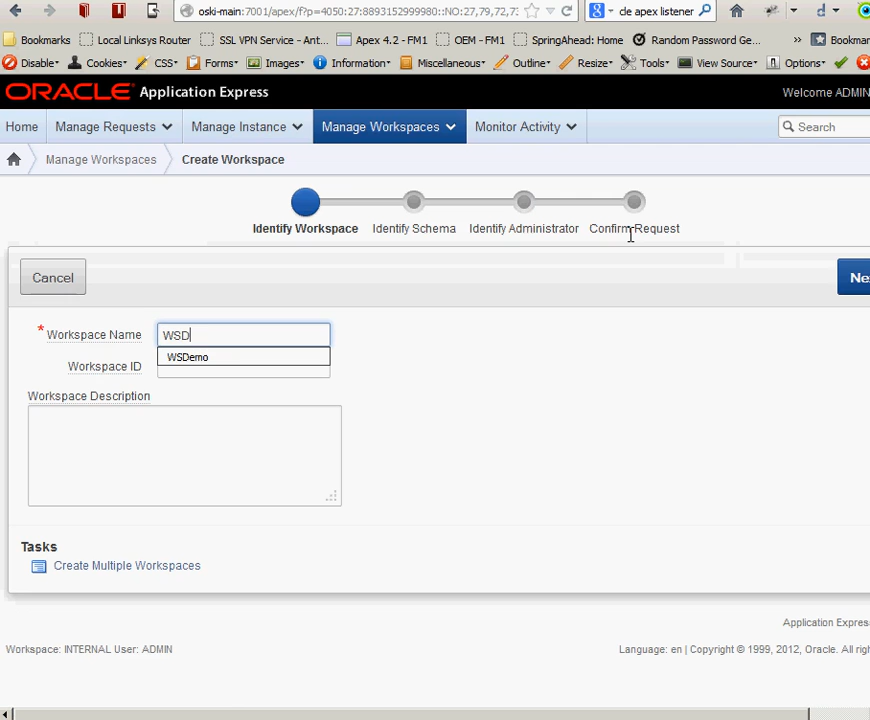 oski-main:7001/apex/f?p=4050:27:8893152999980::NO:27,79,72,73 cle apex listener d
Bookmarks Local Linksys Router SSL VPN Service - Ant... Apex 4.2 - FM1 OEM - FM1 SpringAhead: Home Random Password Ge... » Bookmar
Disable Cookies CSS Forms Images Information Miscellaneous Outline Resize Tools View Source Options
ORACLE Application Express Welcome ADMIN
Home Manage Requests Manage Instance Manage Workspaces Monitor Activity Search
Manage Workspaces Create Workspace
Identify Workspace Identify Schema Identify Administrator Confirm Request
Cancel Ne
* Workspace Name WSD
WSDemo
Workspace ID
Workspace Description
Tasks
Create Multiple Workspaces
Application Expres
Workspace: INTERNAL User: ADMIN Language: en | Copyright © 1999, 2012, Oracle. All righ